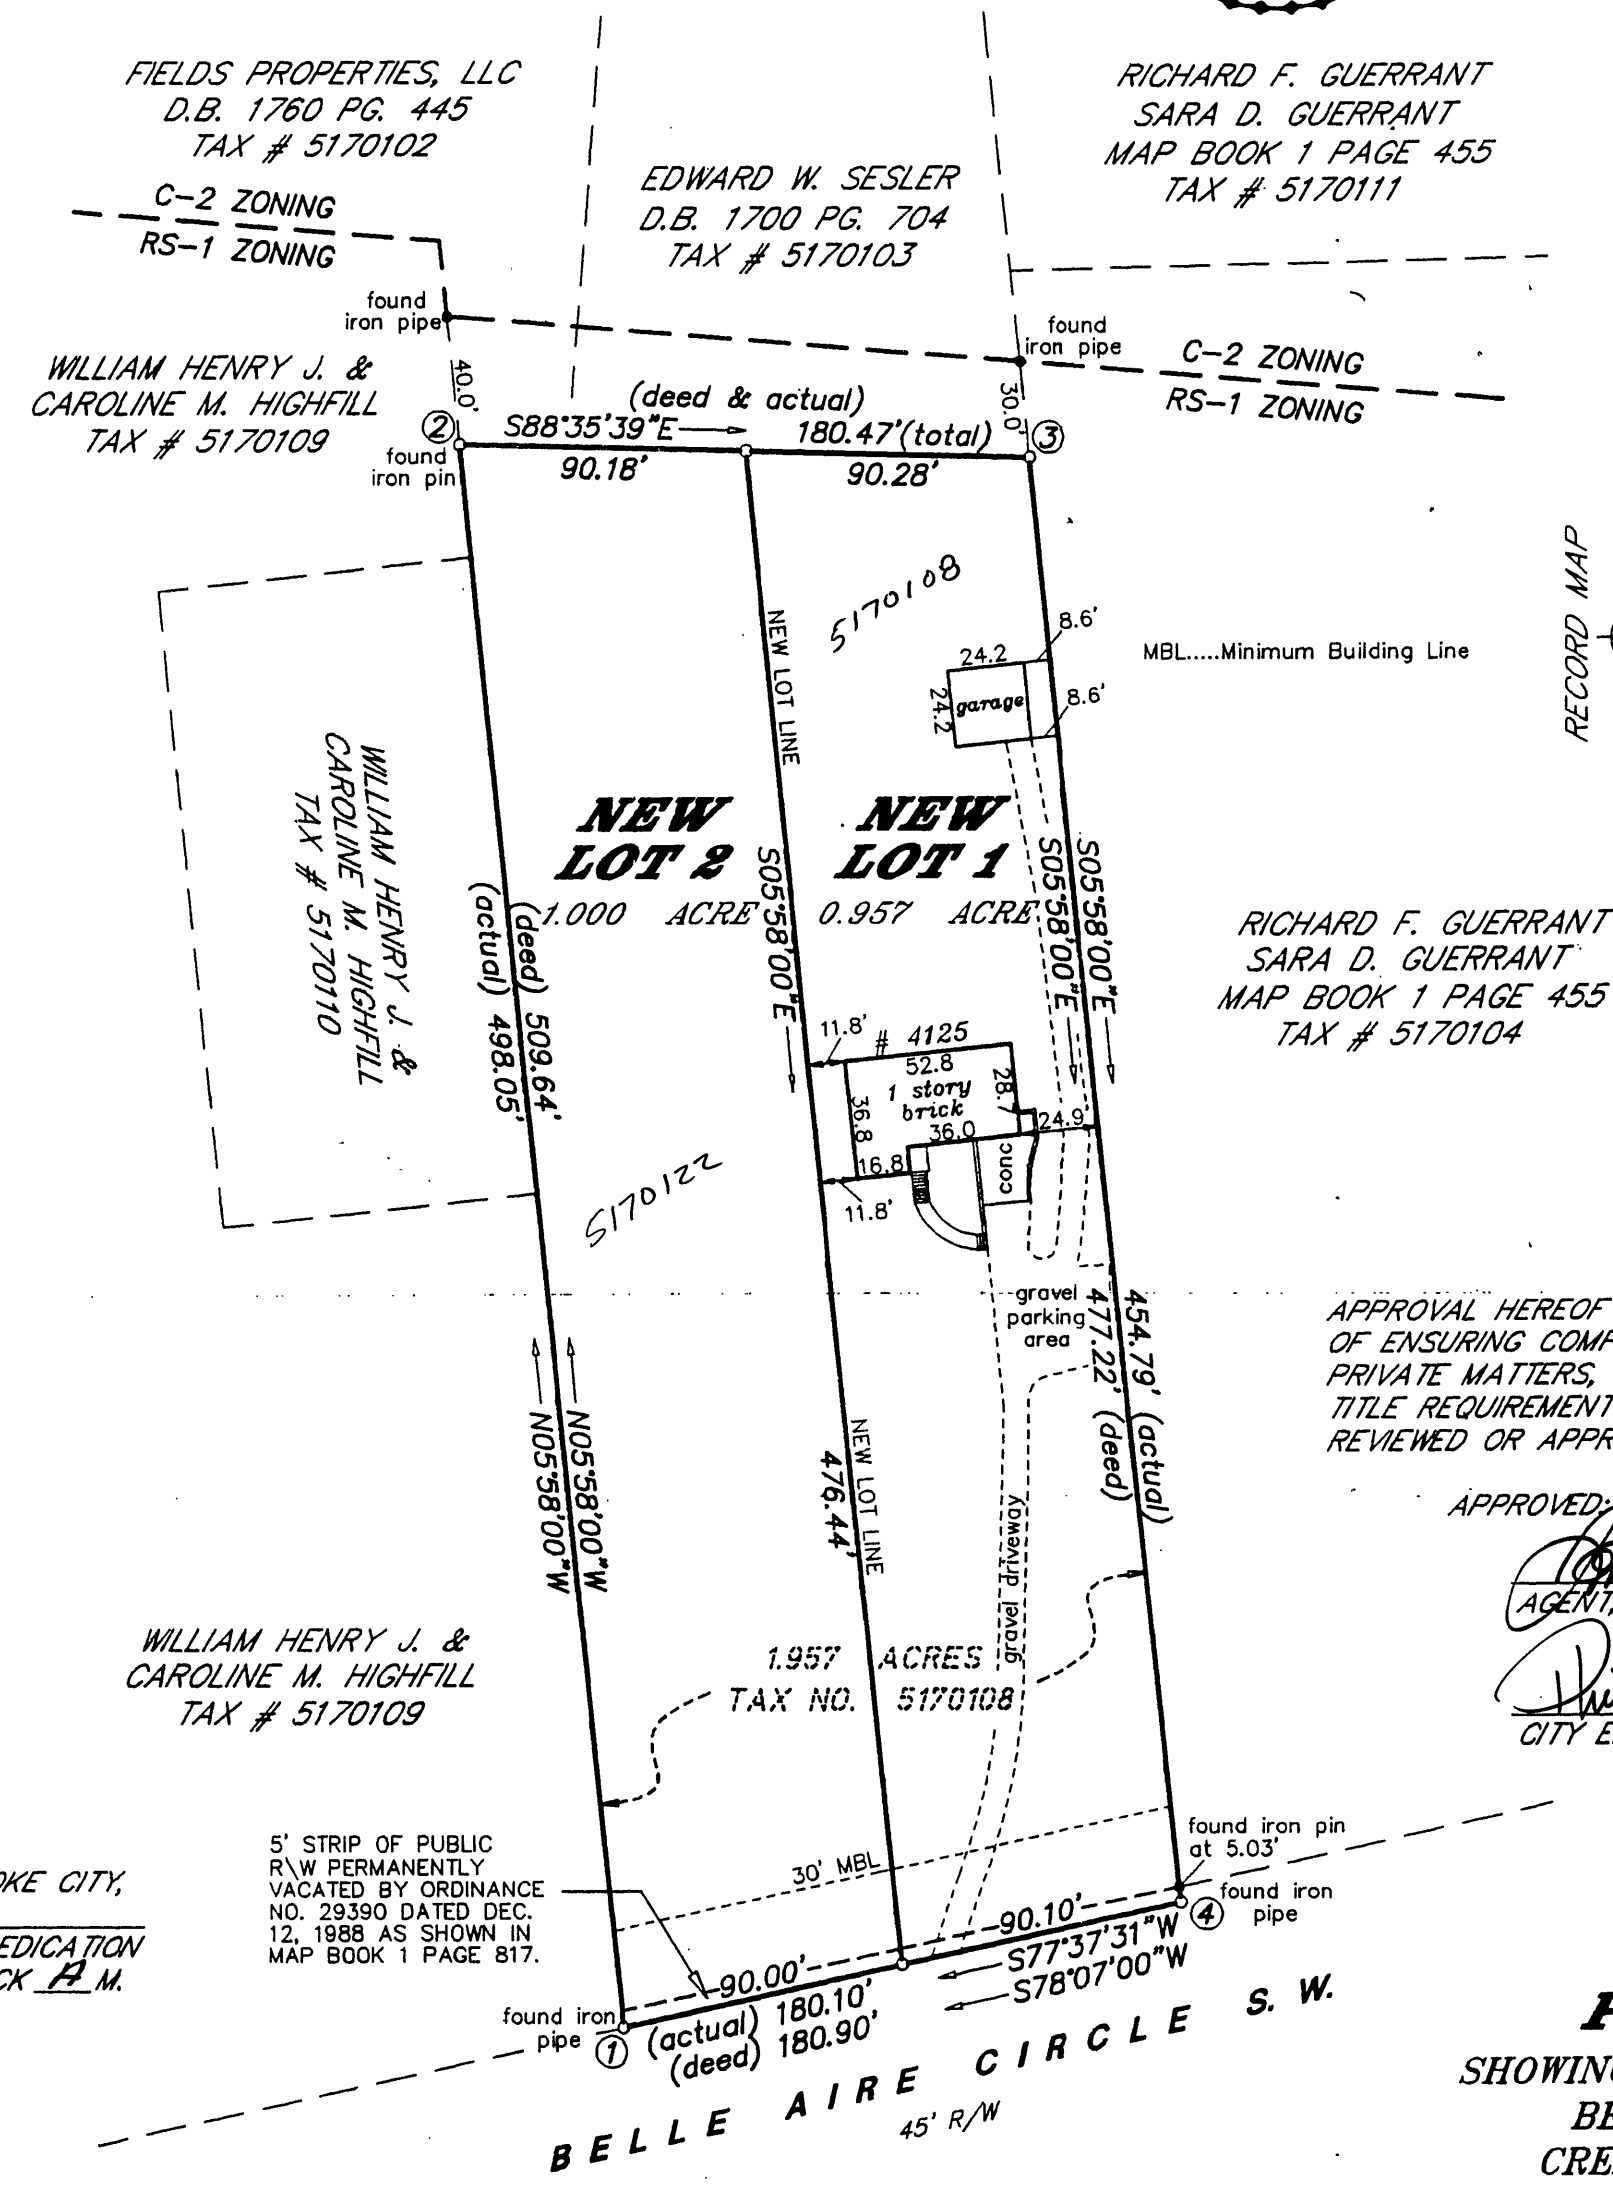 FIELDS PROPERTIES, LLC
D.B. 1760 PG. 445
TAX # 5170102
C-2 ZONING
RS-1 ZONING
EDWARD W. SESLER
D.B. 1700 PG. 704
TAX # 5170103
RICHARD F. GUERRANT
SARA D. GUERRANT
MAP BOOK 1 PAGE 455
TAX # 5170111
found
iron pipe
found
iron pipe
C-2 ZONING
RS-1 ZONING
WILLIAM HENRY J. &
CAROLINE M. HIGHFILL
TAX # 5170109
40.0'
30.0'
(deed & actual)
S88°35'39"E
180.47'(total)
2
3
found
iron pin
90.18'
90.28'
5170108
NEW LOT LINE
8.6'
24.2
24.2
garage
8.6'
MBL.....Minimum Building Line
RECORD MAP
WILLIAM HENRY J. &
CAROLINE M. HIGHFILL
TAX # 5170110
NEW
LOT 2
1.000 ACRE
NEW
LOT 1
0.957 ACRE
S05°58'00"E
S05°58'00"E
S05°58'00"E
(deed) 509.64'
(actual) 498.05'
RICHARD F. GUERRANT
SARA D. GUERRANT
MAP BOOK 1 PAGE 455
TAX # 5170104
11.8'
# 4125
52.8
1 story
brick
28.7
36.8
36.0
24.9'
16.8
conc
11.8'
5170122
gravel
parking
area
454.79' (actual)
477.22' (deed)
APPROVAL HEREOF
OF ENSURING COMP
PRIVATE MATTERS,
TITLE REQUIREMENT
REVIEWED OR APPR
N05°58'00"W
N05°58'00"W
NEW LOT LINE
476.44'
gravel driveway
APPROVED:
AGENT,
CITY E
WILLIAM HENRY J. &
CAROLINE M. HIGHFILL
TAX # 5170109
1.957 ACRES
TAX NO. 5170108
5' STRIP OF PUBLIC
R\W PERMANENTLY
VACATED BY ORDINANCE
NO. 29390 DATED DEC.
12, 1988 AS SHOWN IN
MAP BOOK 1 PAGE 817.
30' MBL
found iron pin
at 5.03'
found iron
pipe
4
OKE CITY,
EDICATION
CK A M.
90.10'
S77°37'31"W
S78°07'00"W
90.00'
(actual) 180.10'
(deed) 180.90'
found iron
pipe
1
BELLE AIRE CIRCLE S. W.
45' R/W
SHOWING
BE
CRE